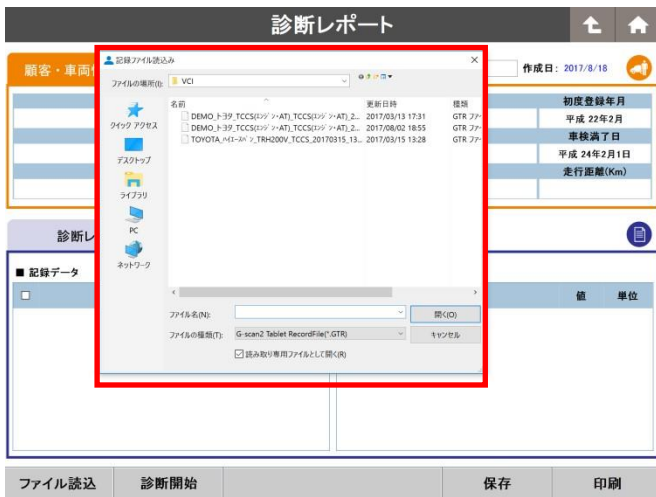 診断レポート
顧客・車両
作成日: 2017/8/18
初度登録年月
平成 22年2月
車検満了日
平成 24年2月1日
走行距離(Km)
記録ファイル読込み
ファイルの場所(I):
VCI
クイック アクセス
デスクトップ
ライブラリ
PC
ネットワーク
名前 更新日時 種類
DEMO_トヨタ_TCCS(エンジン+AT)_TCCS(エンジン+AT)_2... 2017/03/13 17:31 GTR ファ
DEMO_トヨタ_TCCS(エンジン+AT)_TCCS(エンジン+AT)_2... 2017/08/02 18:55 GTR ファ
TOYOTA_ハイエースバン_TRH200V_TCCS_20170315_13... 2017/03/15 13:28 GTR ファ
ファイル名(N):
開く(O)
ファイルの種類(T):
G-scan2 Tablet RecordFile(*.GTR)
キャンセル
読み取り専用ファイルとして開く(R)
診断レ
■ 記録データ
値 単位
ファイル読込 診断開始 保存 印刷